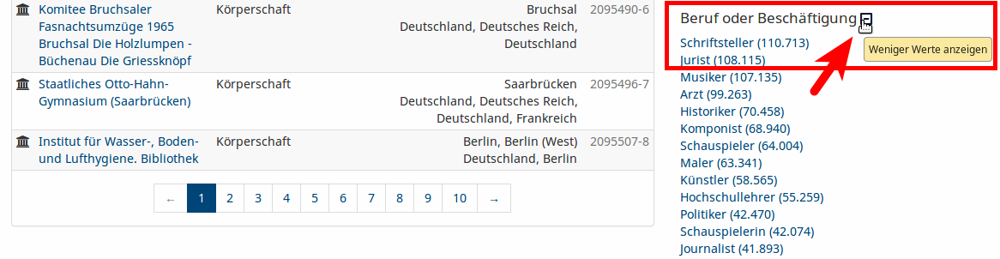 Komitee Bruchsaler
Fasnachtsumzüge 1965
Bruchsal Die Holzlumpen -
Büchenau Die Griessknöpf
Körperschaft
Bruchsal
Deutschland, Deutsches Reich,
Deutschland
2095490-6
Staatliches Otto-Hahn-
Gymnasium (Saarbrücken)
Körperschaft
Saarbrücken
Deutschland, Deutsches Reich,
Deutschland, Frankreich
2095496-7
Institut für Wasser-, Boden-
und Lufthygiene. Bibliothek
Körperschaft
Berlin, Berlin (West)
Deutschland, Berlin
2095507-8
← 1 2 3 4 5 6 7 8 9 10 →
Beruf oder Beschäftigung
Weniger Werte anzeigen
Schriftsteller (110.713)
Jurist (108.115)
Musiker (107.135)
Arzt (99.263)
Historiker (70.458)
Komponist (68.940)
Schauspieler (64.004)
Maler (63.341)
Künstler (58.565)
Hochschullehrer (55.259)
Politiker (42.470)
Schauspielerin (42.074)
Journalist (41.893)